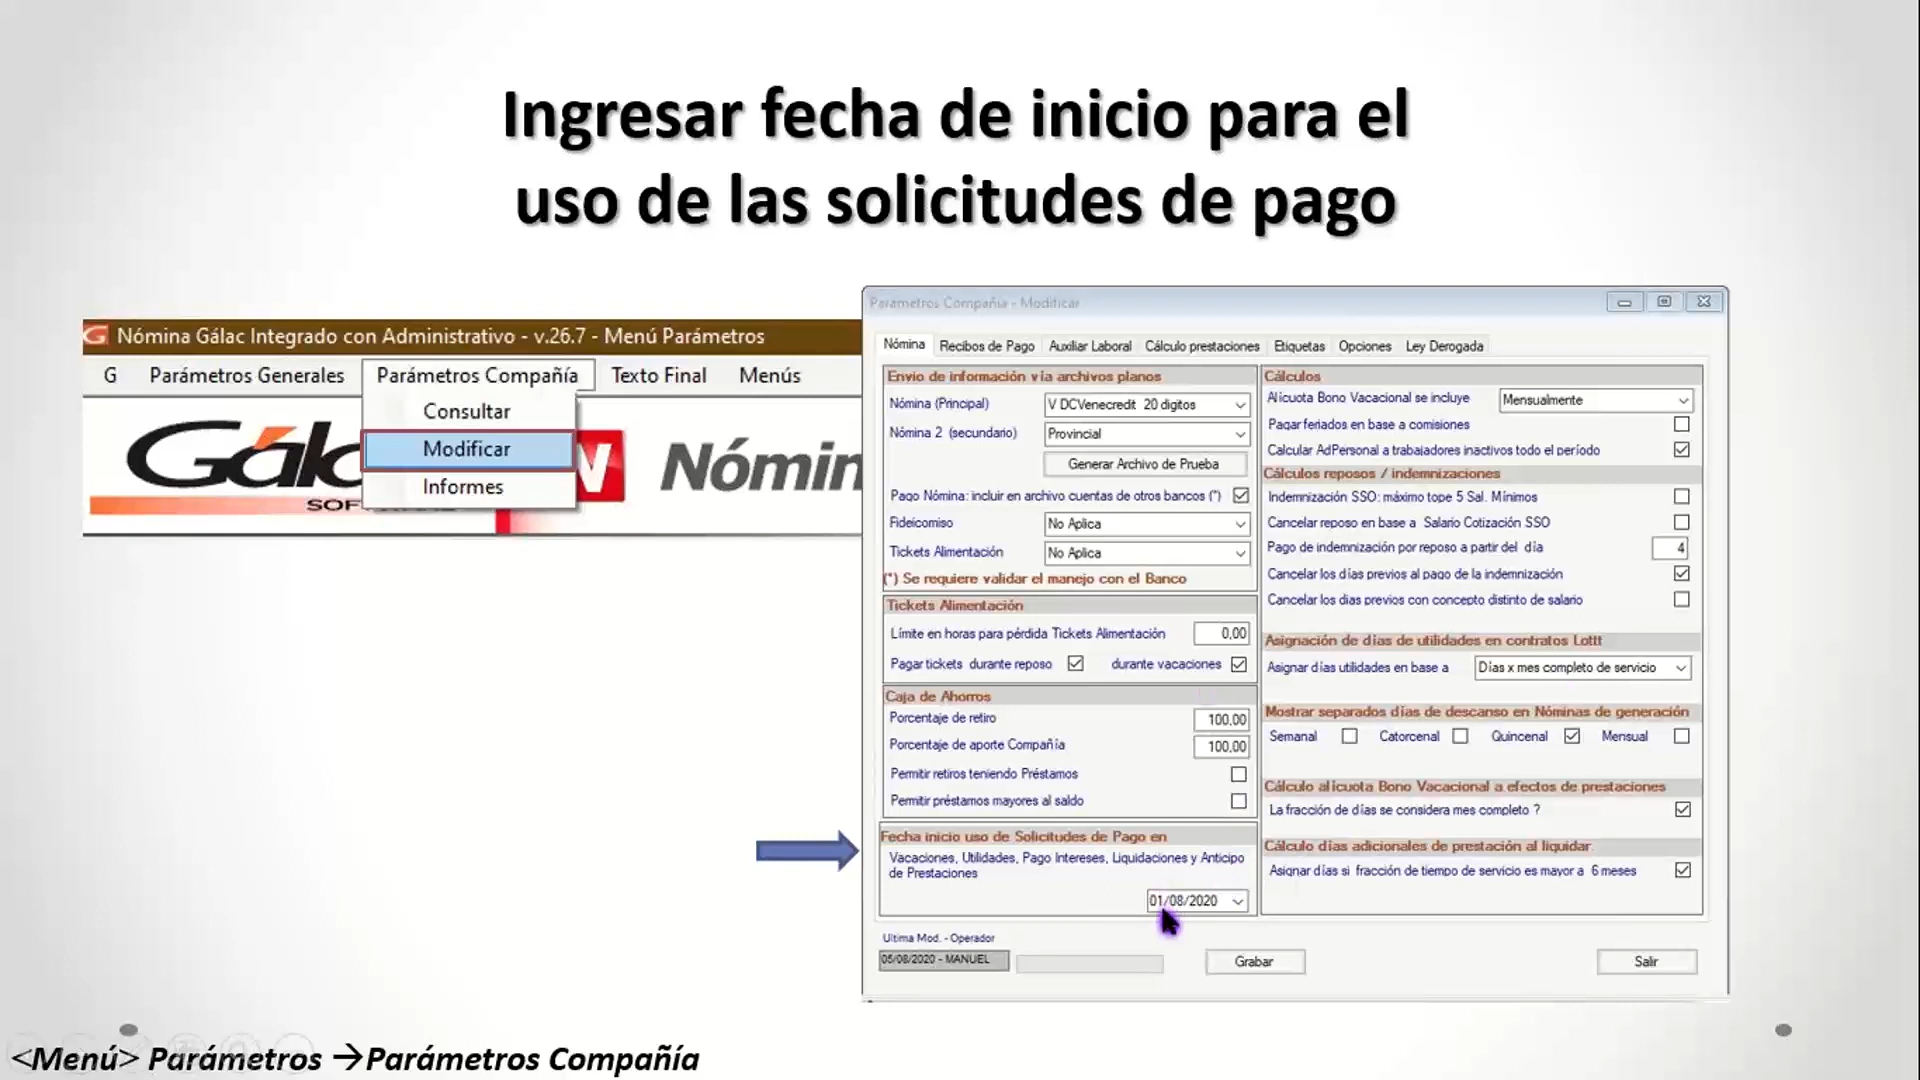 Ingresar fecha de inicio para el
uso de las solicitudes de pago
Nómina Gálac Integrado con Administrativo - v.26.7 - Menú Parámetros
G Parámetros Generales Parámetros Compañía Texto Final Menús
Consultar
Modificar
Informes
Gálac
SOFTWARE
N Nómin
Parametros Compañia - Modificar
Nómina Recibos de Pago Auxiliar Laboral Cálculo prestaciones Etiquetas Opciones Ley Derogada
Envio de información vía archivos planos
Nómina (Principal) V DCVenecredit 20 digitos
Nómina 2 (secundario) Provincial
Generar Archivo de Prueba
Pago Nómina: incluir en archivo cuentas de otros bancos (*)
Fideicomiso No Aplica
Tickets Alimentación No Aplica
(*) Se requiere validar el manejo con el Banco
Tickets Alimentación
Límite en horas para pérdida Tickets Alimentación 0,00
Pagar tickets durante reposo durante vacaciones
Caja de Ahorros
Porcentaje de retiro 100,00
Porcentaje de aporte Compañía 100,00
Permitir retiros teniendo Préstamos
Permitir préstamos mayores al saldo
Fecha inicio uso de Solicitudes de Pago en
Vacaciones, Utilidades, Pago Intereses, Liquidaciones y Anticipo
de Prestaciones
01/08/2020
Cálculos
Alícuota Bono Vacacional se incluye Mensualmente
Pagar feriados en base a comisiones
Calcular AdPersonal a trabajadores inactivos todo el período
Cálculos reposos / indemnizaciones
Indemnización SSO: máximo tope 5 Sal. Mínimos
Cancelar reposo en base a Salario Cotización SSO
Pago de indemnización por reposo a partir del día 4
Cancelar los días previos al pago de la indemnización
Cancelar los dias previos con concepto distinto de salario
Asignación de días de utilidades en contratos Lottt
Asignar días utilidades en base a Días x mes completo de servicio
Mostrar separados días de descanso en Nóminas de generación
Semanal Catorcenal Quincenal Mensual
Cálculo alícuota Bono Vacacional a efectos de prestaciones
La fracción de días se considera mes completo ?
Cálculo días adicionales de prestación al liquidar
Asignar días si fracción de tiempo de servicio es mayor a 6 meses
Ultima Mod. - Operador
05/08/2020 - MANUEL
Grabar
Salir
<Menú> Parámetros →Parámetros Compañía